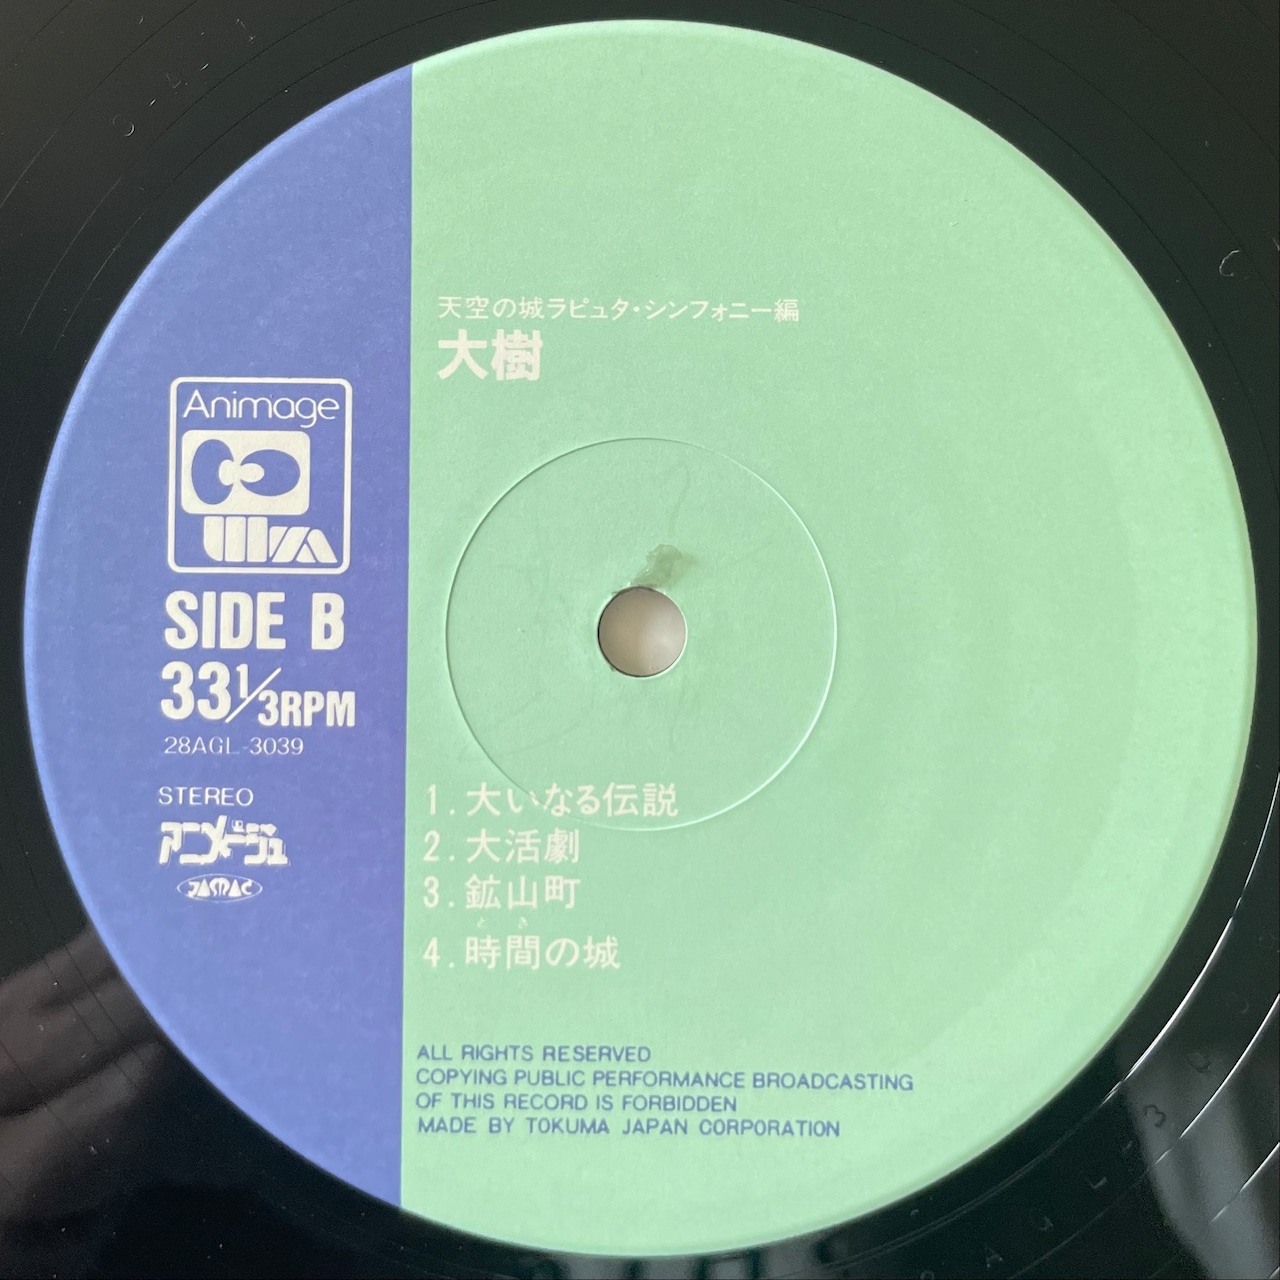 天空の城ラピュタ・シンフォニー編
大樹
Animage
SIDE B
33 1/3RPM
28AGL-3039
STEREO
アニメージュ
JASRAC
1. 大いなる伝説
2. 大活劇
3. 鉱山町
とき
4. 時間の城
ALL RIGHTS RESERVED
COPYING PUBLIC PERFORMANCE BROADCASTING
OF THIS RECORD IS FORBIDDEN
MADE BY TOKUMA JAPAN CORPORATION